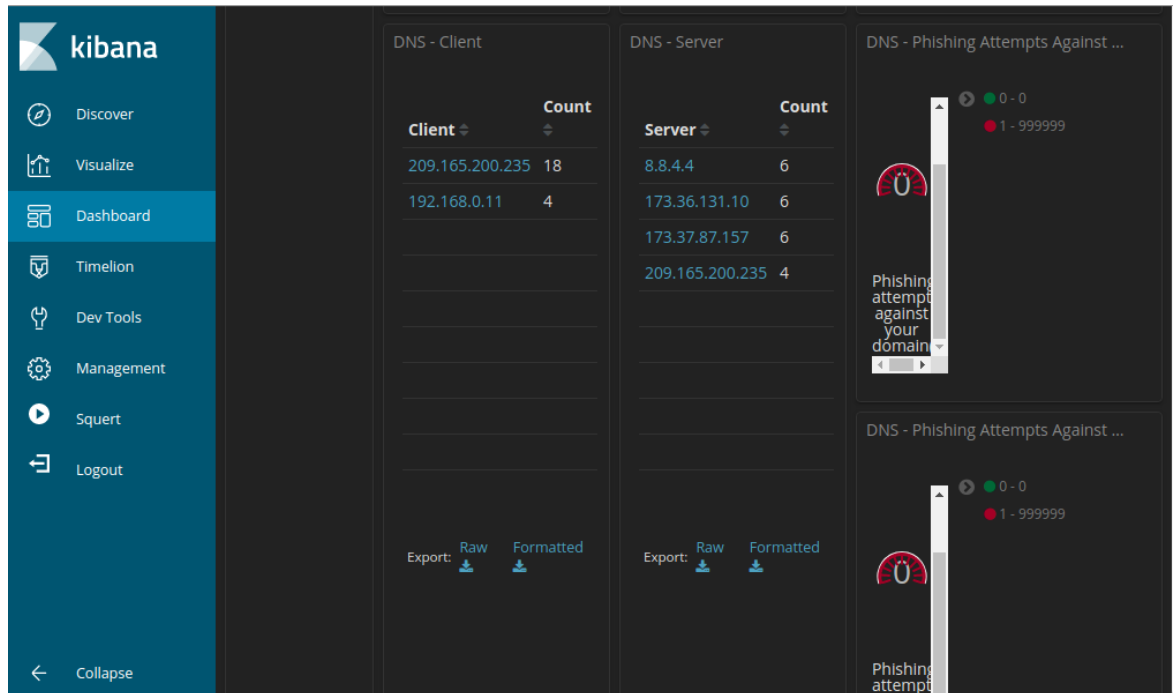 kibana
Discover
Visualize
Dashboard
Timelion
Dev Tools
Management
Squert
Logout
Collapse
DNS - Client
Client Count
209.165.200.235 18
192.168.0.11 4
Export: Raw Formatted
DNS - Server
Server Count
8.8.4.4 6
173.36.131.10 6
173.37.87.157 6
209.165.200.235 4
Export: Raw Formatted
DNS - Phishing Attempts Against ...
0 - 0
1 - 999999
0
Phishing
attempt
against
your
domain
DNS - Phishing Attempts Against ...
0 - 0
1 - 999999
0
Phishing
attempt